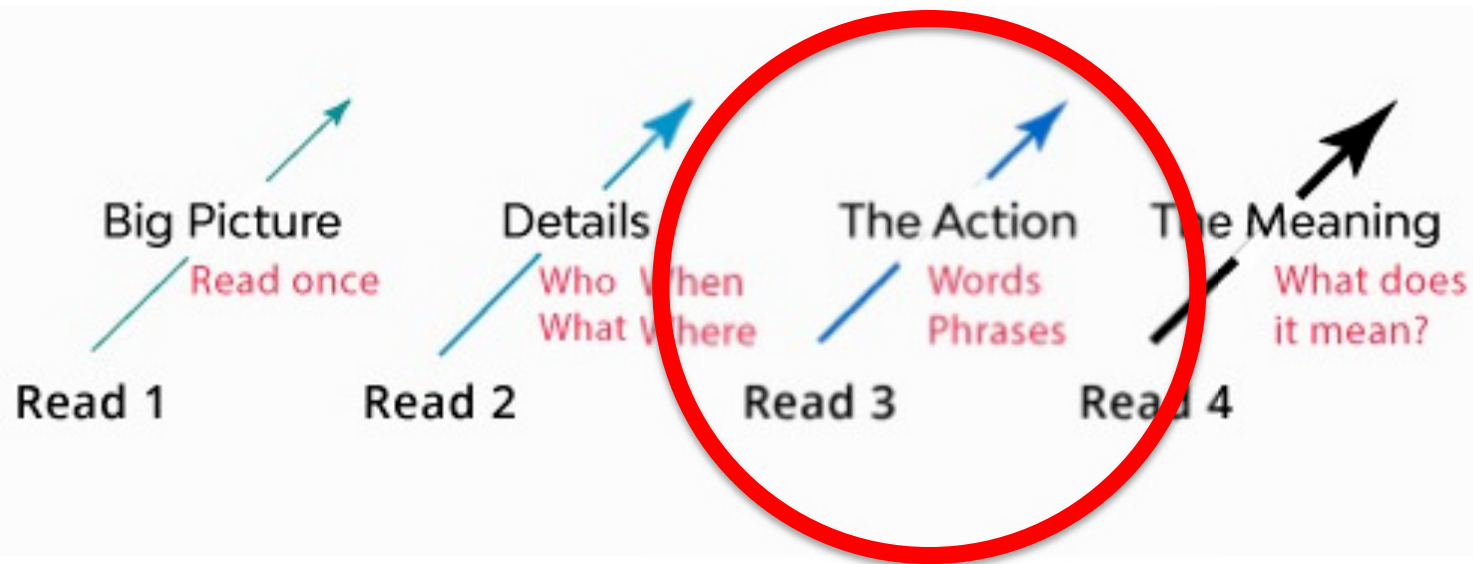 Big Picture
Read once
Read 1
Details
Who When
What Where
Read 2
The Action
Words
Phrases
Read 3
The Meaning
What does
it mean?
Read 4